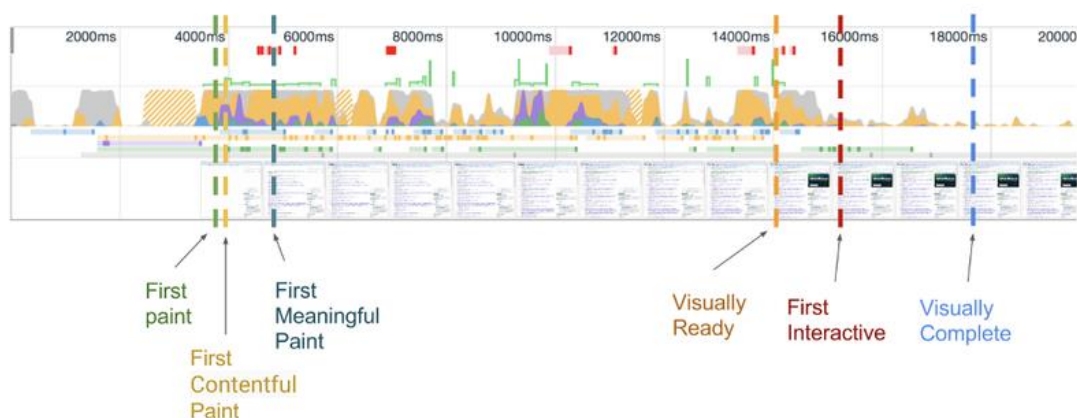 2000ms 4000ms 6000ms 8000ms 10000ms 12000ms 14000ms 16000ms 18000ms 20000
First
paint
First
Contentful
Paint
First
Meaningful
Paint
Visually
Ready
First
Interactive
Visually
Complete